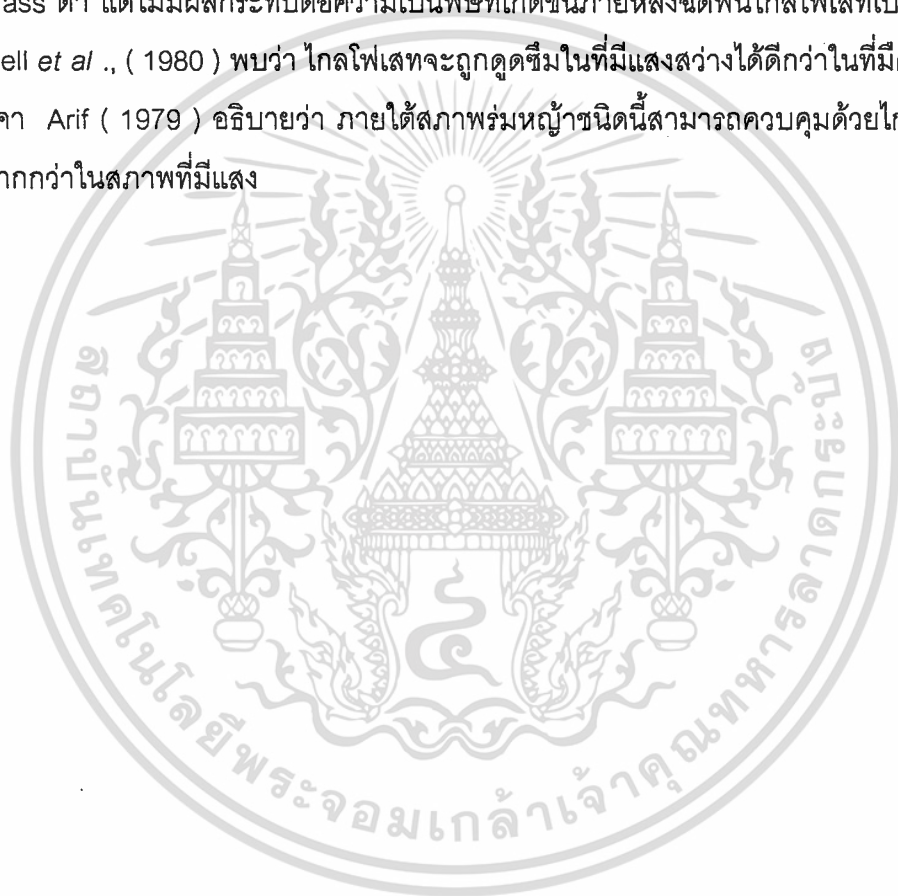 ass ต่ำ แต่ไม่มีผลกระทบต่อความเป็นพิษที่เกิดขึ้นภายหลังฉีดพ่นไกลโฟเสทเป็
ell et al ., ( 1980 ) พบว่า ไกลโฟเสทจะถูกดูดซึมในที่มีแสงสว่างได้ดีกว่าในที่มื
คา Arif ( 1979 ) อธิบายว่า ภายใต้สภาพร่มหญ้าชนิดนี้สามารถควบคุมด้วยไก
ากกว่าในสภาพที่มีแสง
สถาบันเทคโนโลยีพระจอมเกล้าเจ้าคุณทหารลาดกระบัง